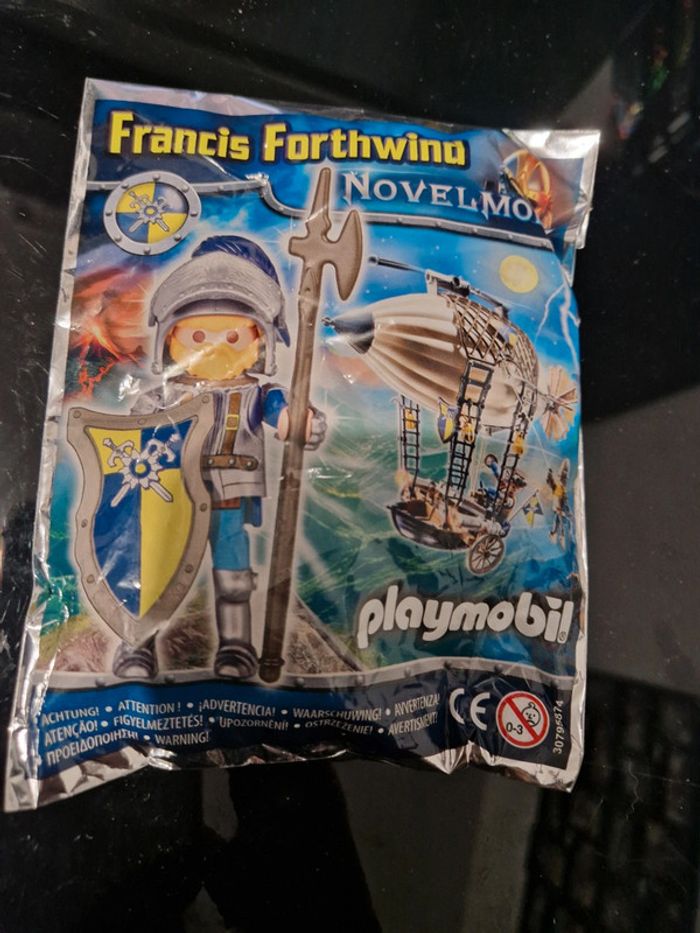 Francis Forthwind
NOVELMO
playmobil®
ACHTUNG! • ATTENTION! • ¡ADVERTENCIA! • WAARSCHUWING! • AVVERTENZA!
ATENÇÃO! • FIGYELMEZTETÉS! • UPOZORNĚNÍ! • OSTRZEŻENIE! • AVERTISMENT!
ΠΡΟΕΙΔΟΠΟΙΗΣΗ! • WARNING!
CE
0-3
30796874